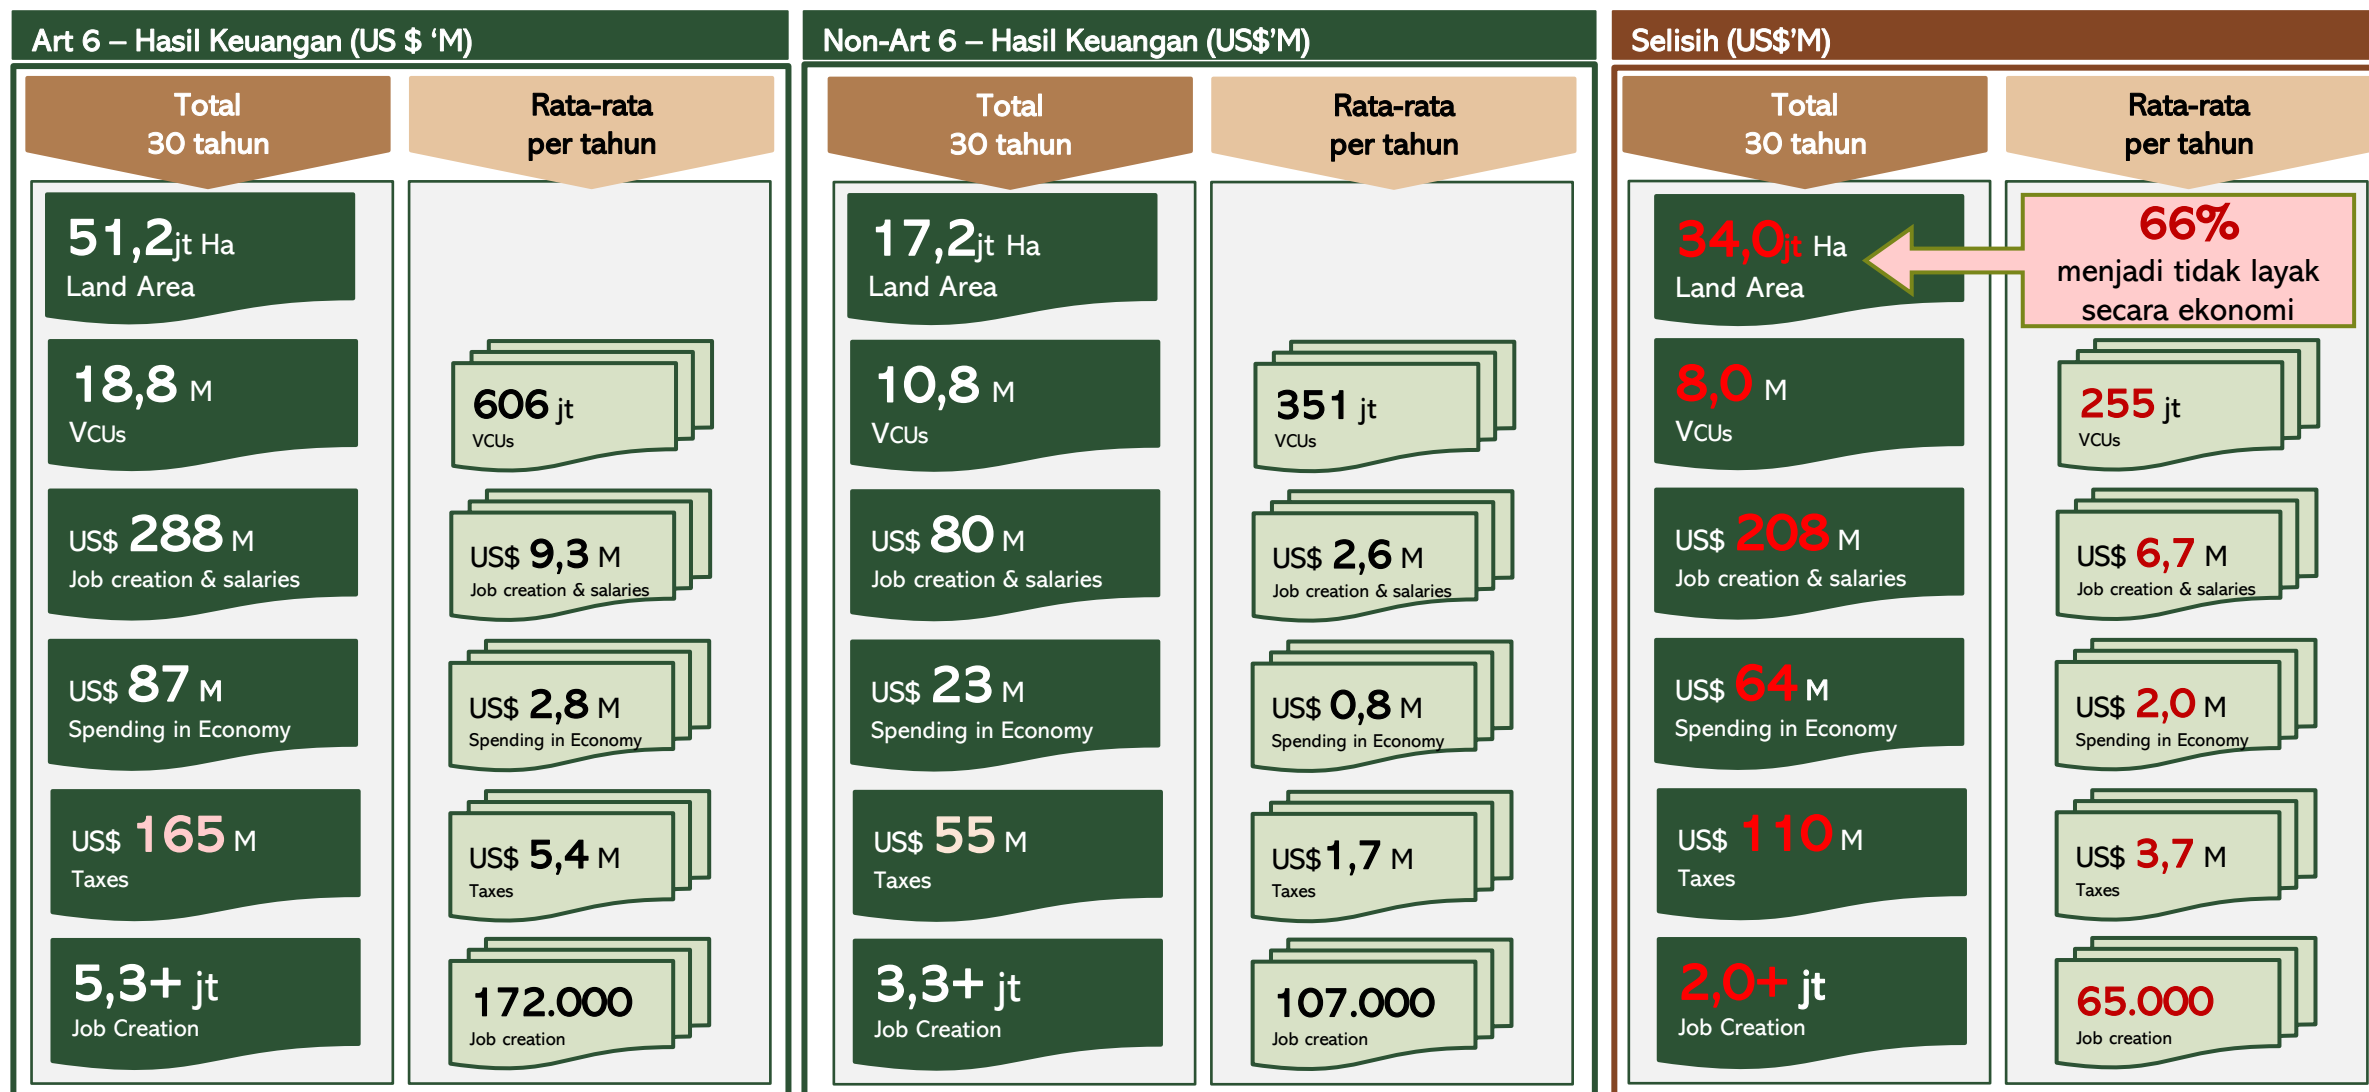 Art 6 – Hasil Keuangan (US $ ‘M)
Total
30 tahun
Rata-rata
per tahun
51,2jt Ha
Land Area
18,8 M
VCUs
606 jt
VCUs
US$ 288 M
Job creation & salaries
US$ 9,3 M
Job creation & salaries
US$ 87 M
Spending in Economy
US$ 2,8 M
Spending in Economy
US$ 165 M
Taxes
US$ 5,4 M
Taxes
5,3+ jt
Job Creation
172.000
Job creation
Non-Art 6 – Hasil Keuangan (US$’M)
Total
30 tahun
Rata-rata
per tahun
17,2jt Ha
Land Area
10,8 M
VCUs
351 jt
VCUs
US$ 80 M
Job creation & salaries
US$ 2,6 M
Job creation & salaries
US$ 23 M
Spending in Economy
US$ 0,8 M
Spending in Economy
US$ 55 M
Taxes
US$1,7 M
Taxes
3,3+ jt
Job Creation
107.000
Job creation
Selisih (US$’M)
Total
30 tahun
Rata-rata
per tahun
34,0jt Ha
Land Area
66%
menjadi tidak layak
secara ekonomi
8,0 M
VCUs
255 jt
VCUs
US$ 208 M
Job creation & salaries
US$ 6,7 M
Job creation & salaries
US$ 64 M
Spending in Economy
US$ 2,0 M
Spending in Economy
US$ 110 M
Taxes
US$ 3,7 M
Taxes
2,0+ jt
Job Creation
65.000
Job creation